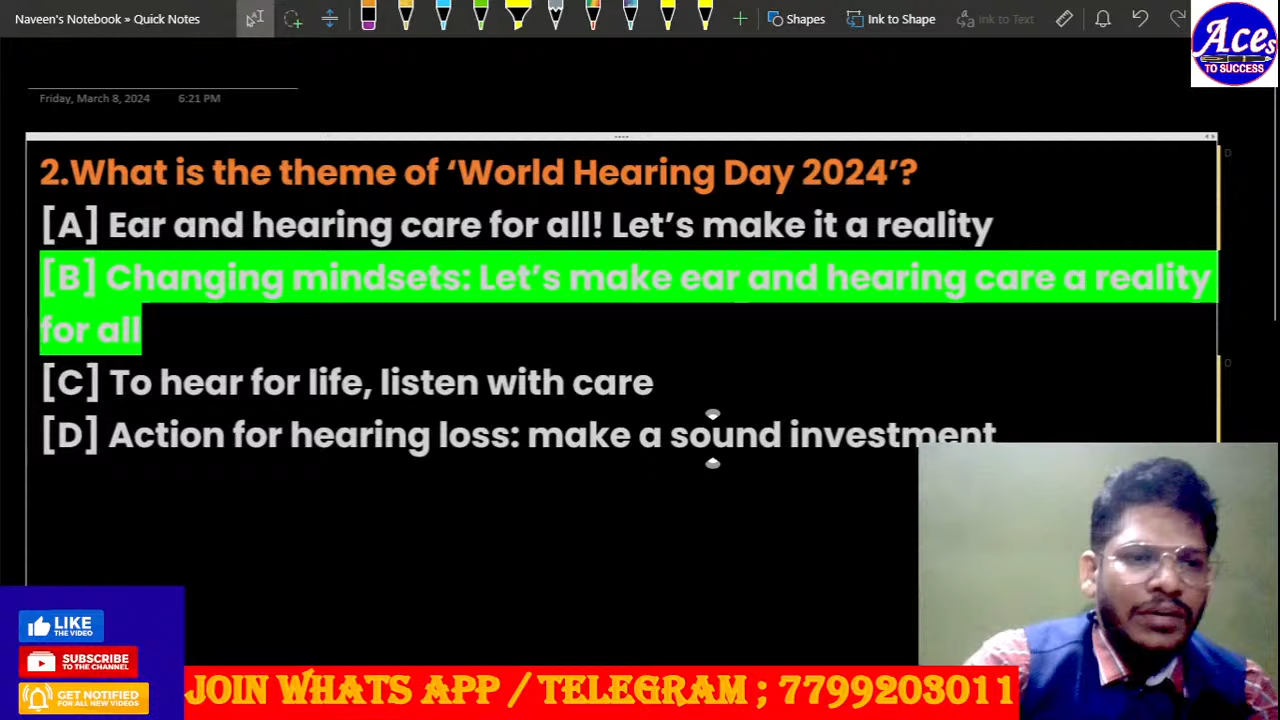 Naveen's Notebook » Quick Notes
Shapes
Ink to Shape
Ink to Text
Aces
TO SUCCESS
Friday, March 8, 2024 6:21 PM
2.What is the theme of ‘World Hearing Day 2024’?
[A] Ear and hearing care for all! Let’s make it a reality
[B] Changing mindsets: Let’s make ear and hearing care a reality
for all
[C] To hear for life, listen with care
[D] Action for hearing loss: make a sound investment
LIKE
THE VIDEO
SUBSCRIBE
TO THE CHANNEL
GET NOTIFIED
FOR ALL NEW VIDEOS
JOIN WHATS APP / TELEGRAM ; 7799203011